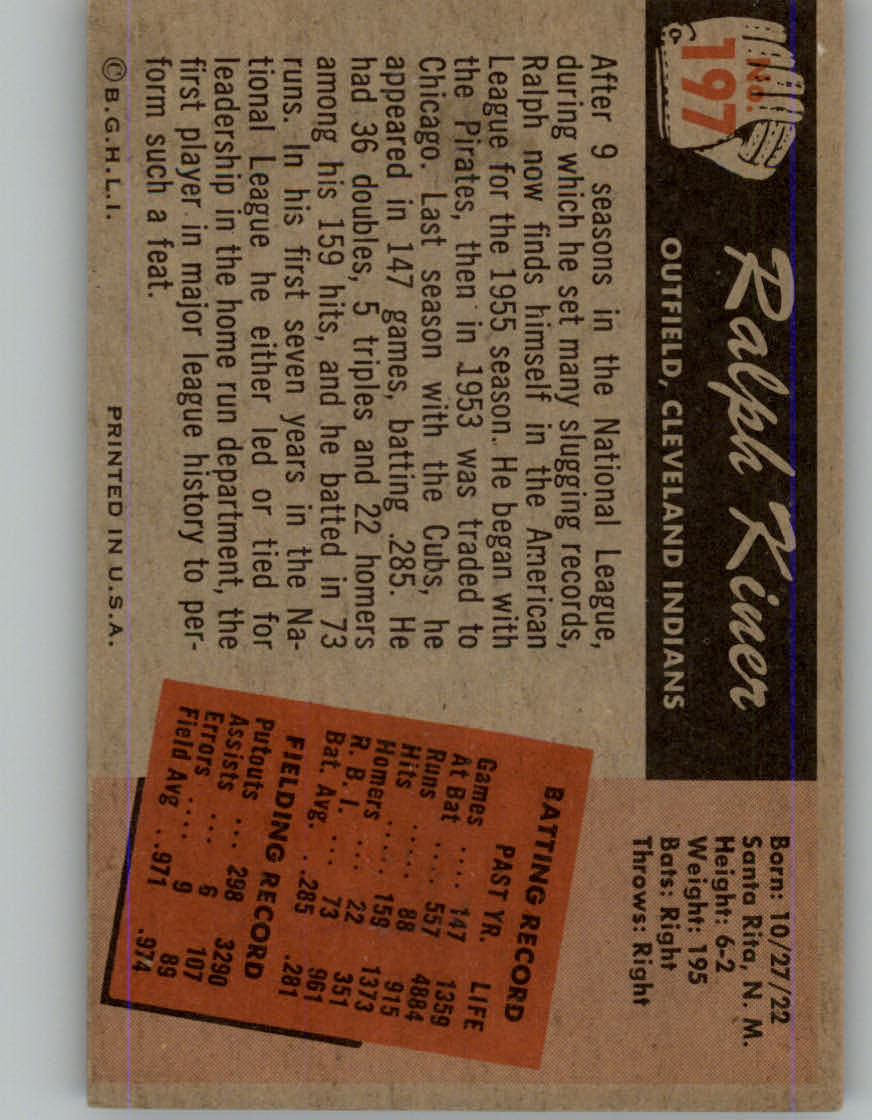 No.
197
Ralph Kiner
OUTFIELD, CLEVELAND INDIANS
Born: 10/27/22
Santa Rita, N. M.
Height: 6-2
Weight: 195
Bats: Right
Throws: Right
After 9 seasons in the National League,
during which he set many slugging records,
Ralph now finds himself in the American
League for the 1955 season. He began with
the Pirates, then in 1953 was traded to
Chicago. Last season with the Cubs, he
appeared in 147 games, batting .285. He
had 36 doubles, 5 triples and 22 homers
among his 159 hits, and he batted in 73
runs. In his first seven years in the Na-
tional League he either led or tied for
leadership in the home run department, the
first player in major league history to per-
form such a feat.
BATTING RECORD
PAST YR. LIFE
Games .... 147 1359
At Bat .... 557 4884
Runs ..... 88 915
Hits ..... 159 1373
Homers ... 22 351
R. B. I. ... 73 961
Bat. Avg. . .285 .281
FIELDING RECORD
Putouts ... 298 3290
Assists ... 6 107
Errors .... 9 89
Field Avg ..971 .974
© B.G.H.L.I. PRINTED IN U.S.A.